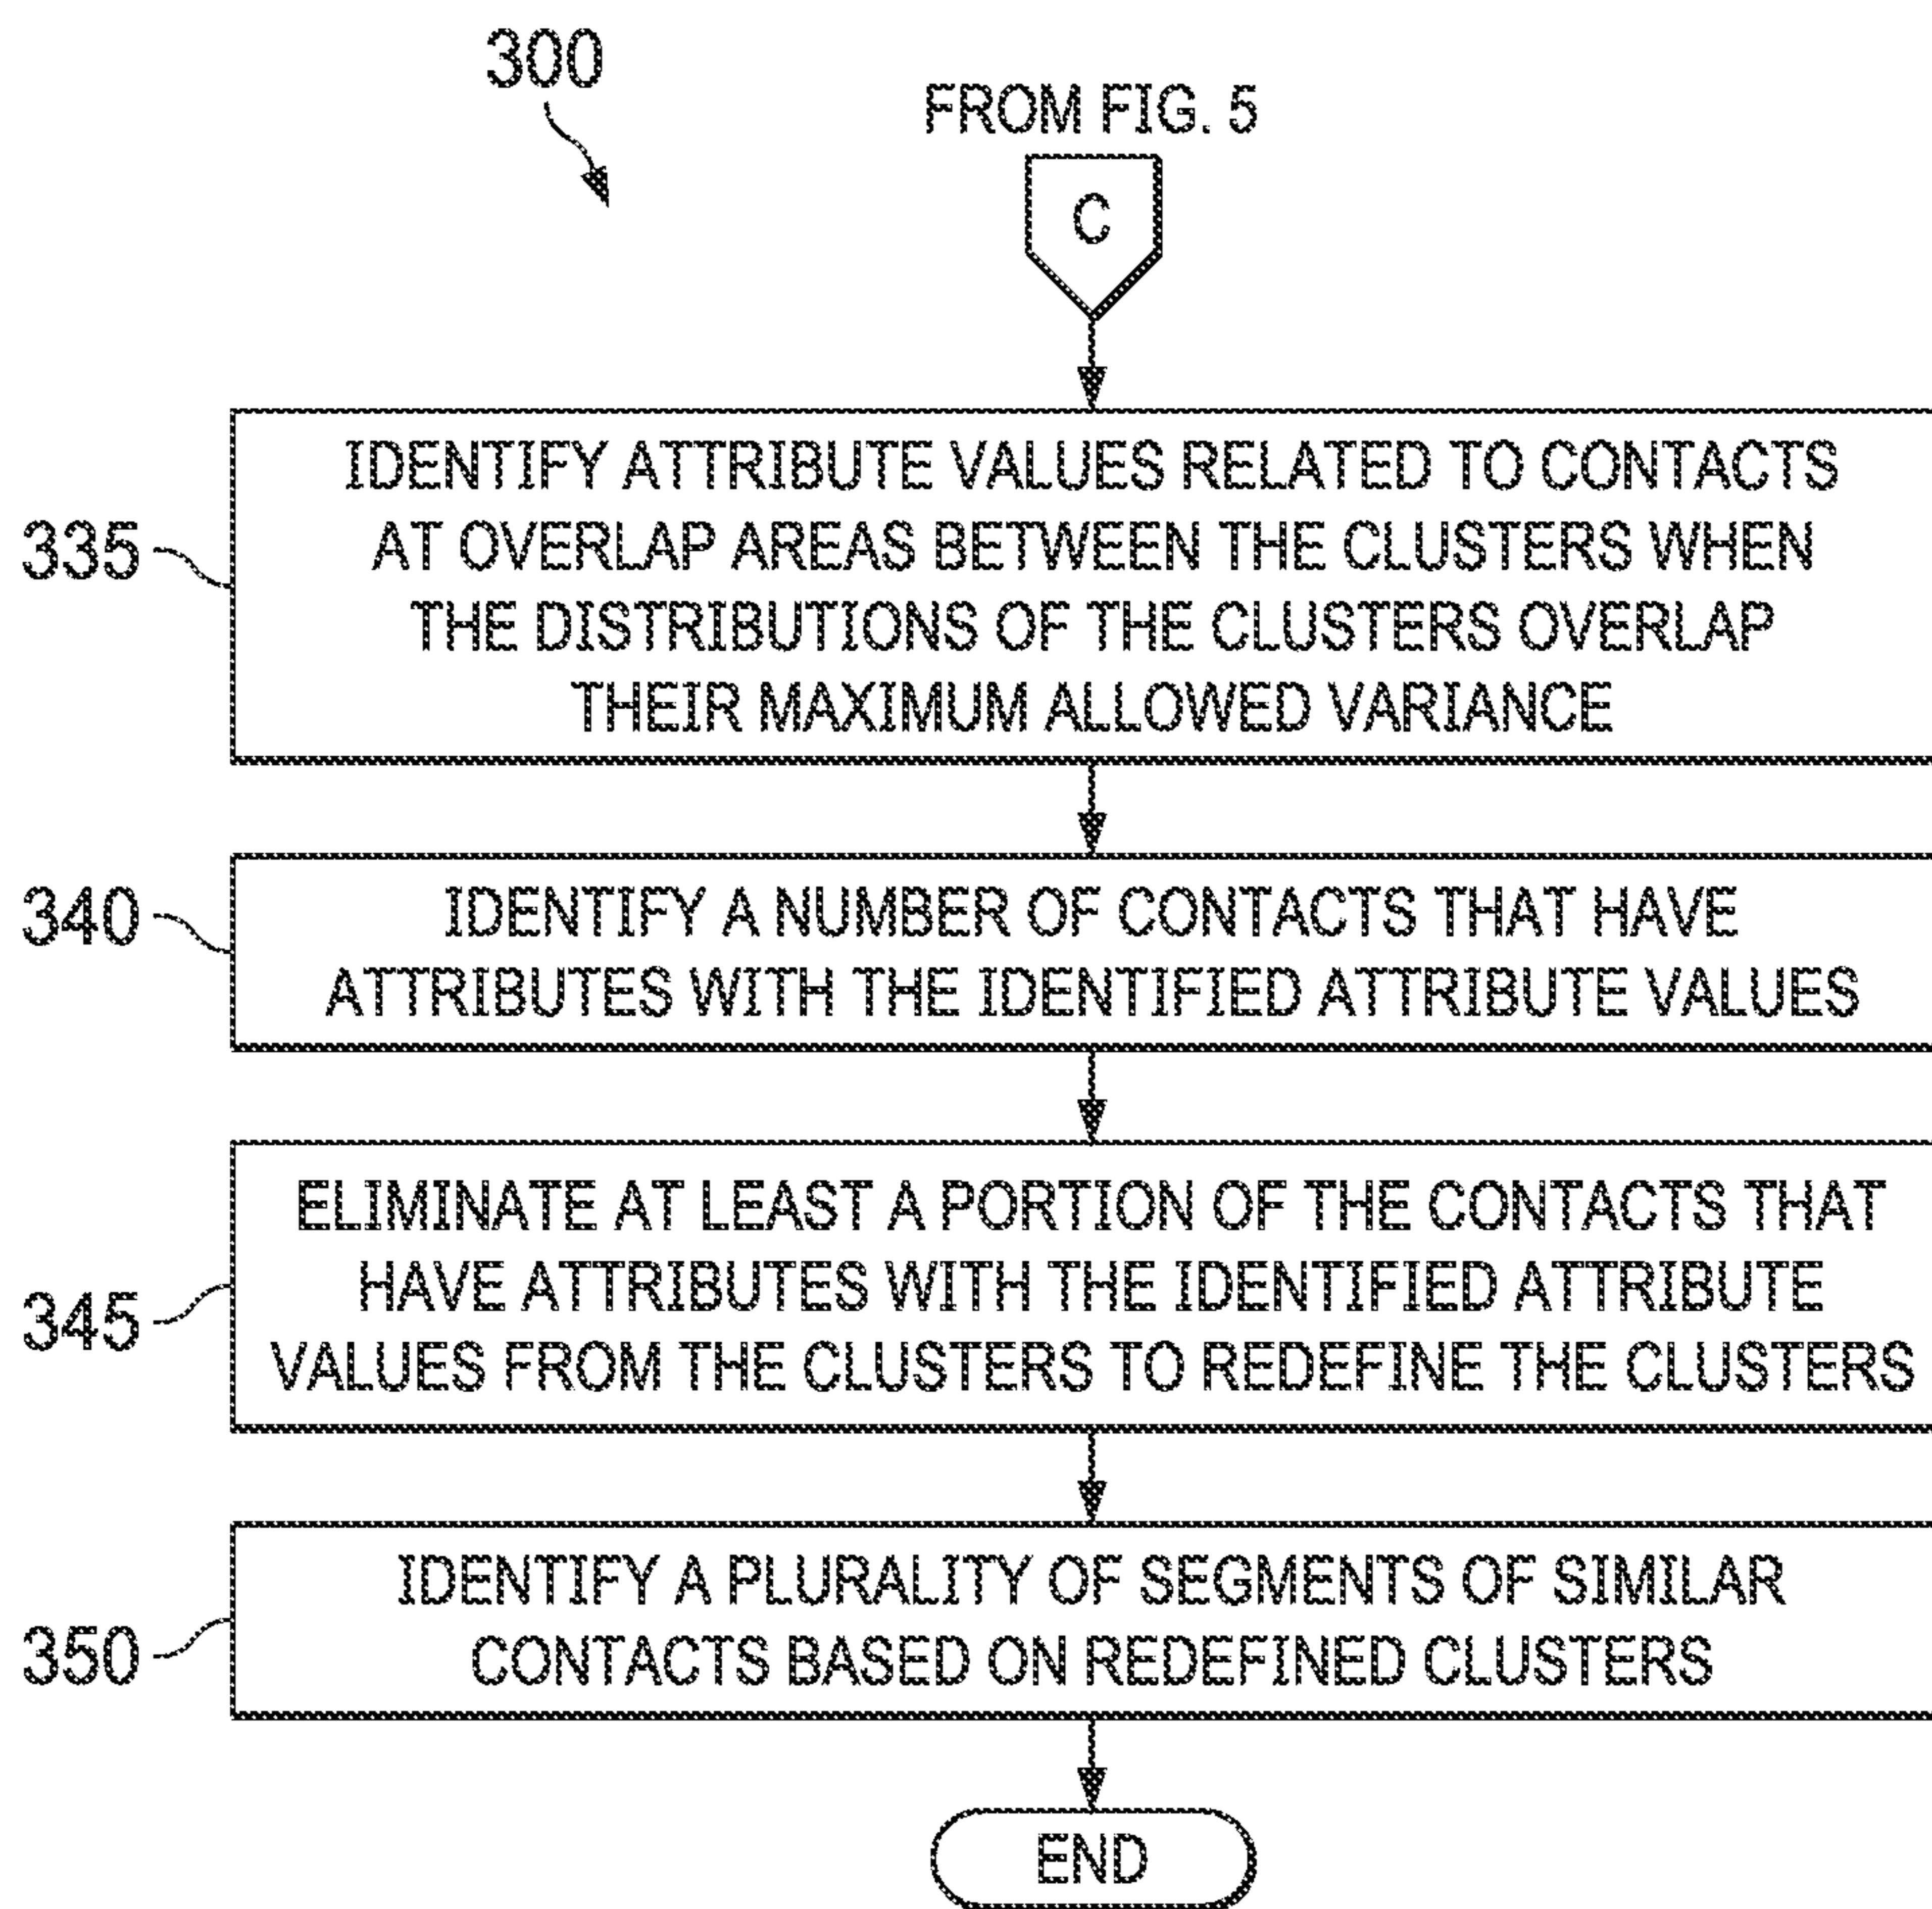 300
FROM FIG. 5
C
335
IDENTIFY ATTRIBUTE VALUES RELATED TO CONTACTS
AT OVERLAP AREAS BETWEEN THE CLUSTERS WHEN
THE DISTRIBUTIONS OF THE CLUSTERS OVERLAP
THEIR MAXIMUM ALLOWED VARIANCE
340
IDENTIFY A NUMBER OF CONTACTS THAT HAVE
ATTRIBUTES WITH THE IDENTIFIED ATTRIBUTE VALUES
345
ELIMINATE AT LEAST A PORTION OF THE CONTACTS THAT
HAVE ATTRIBUTES WITH THE IDENTIFIED ATTRIBUTE
VALUES FROM THE CLUSTERS TO REDEFINE THE CLUSTERS
350
IDENTIFY A PLURALITY OF SEGMENTS OF SIMILAR
CONTACTS BASED ON REDEFINED CLUSTERS
END